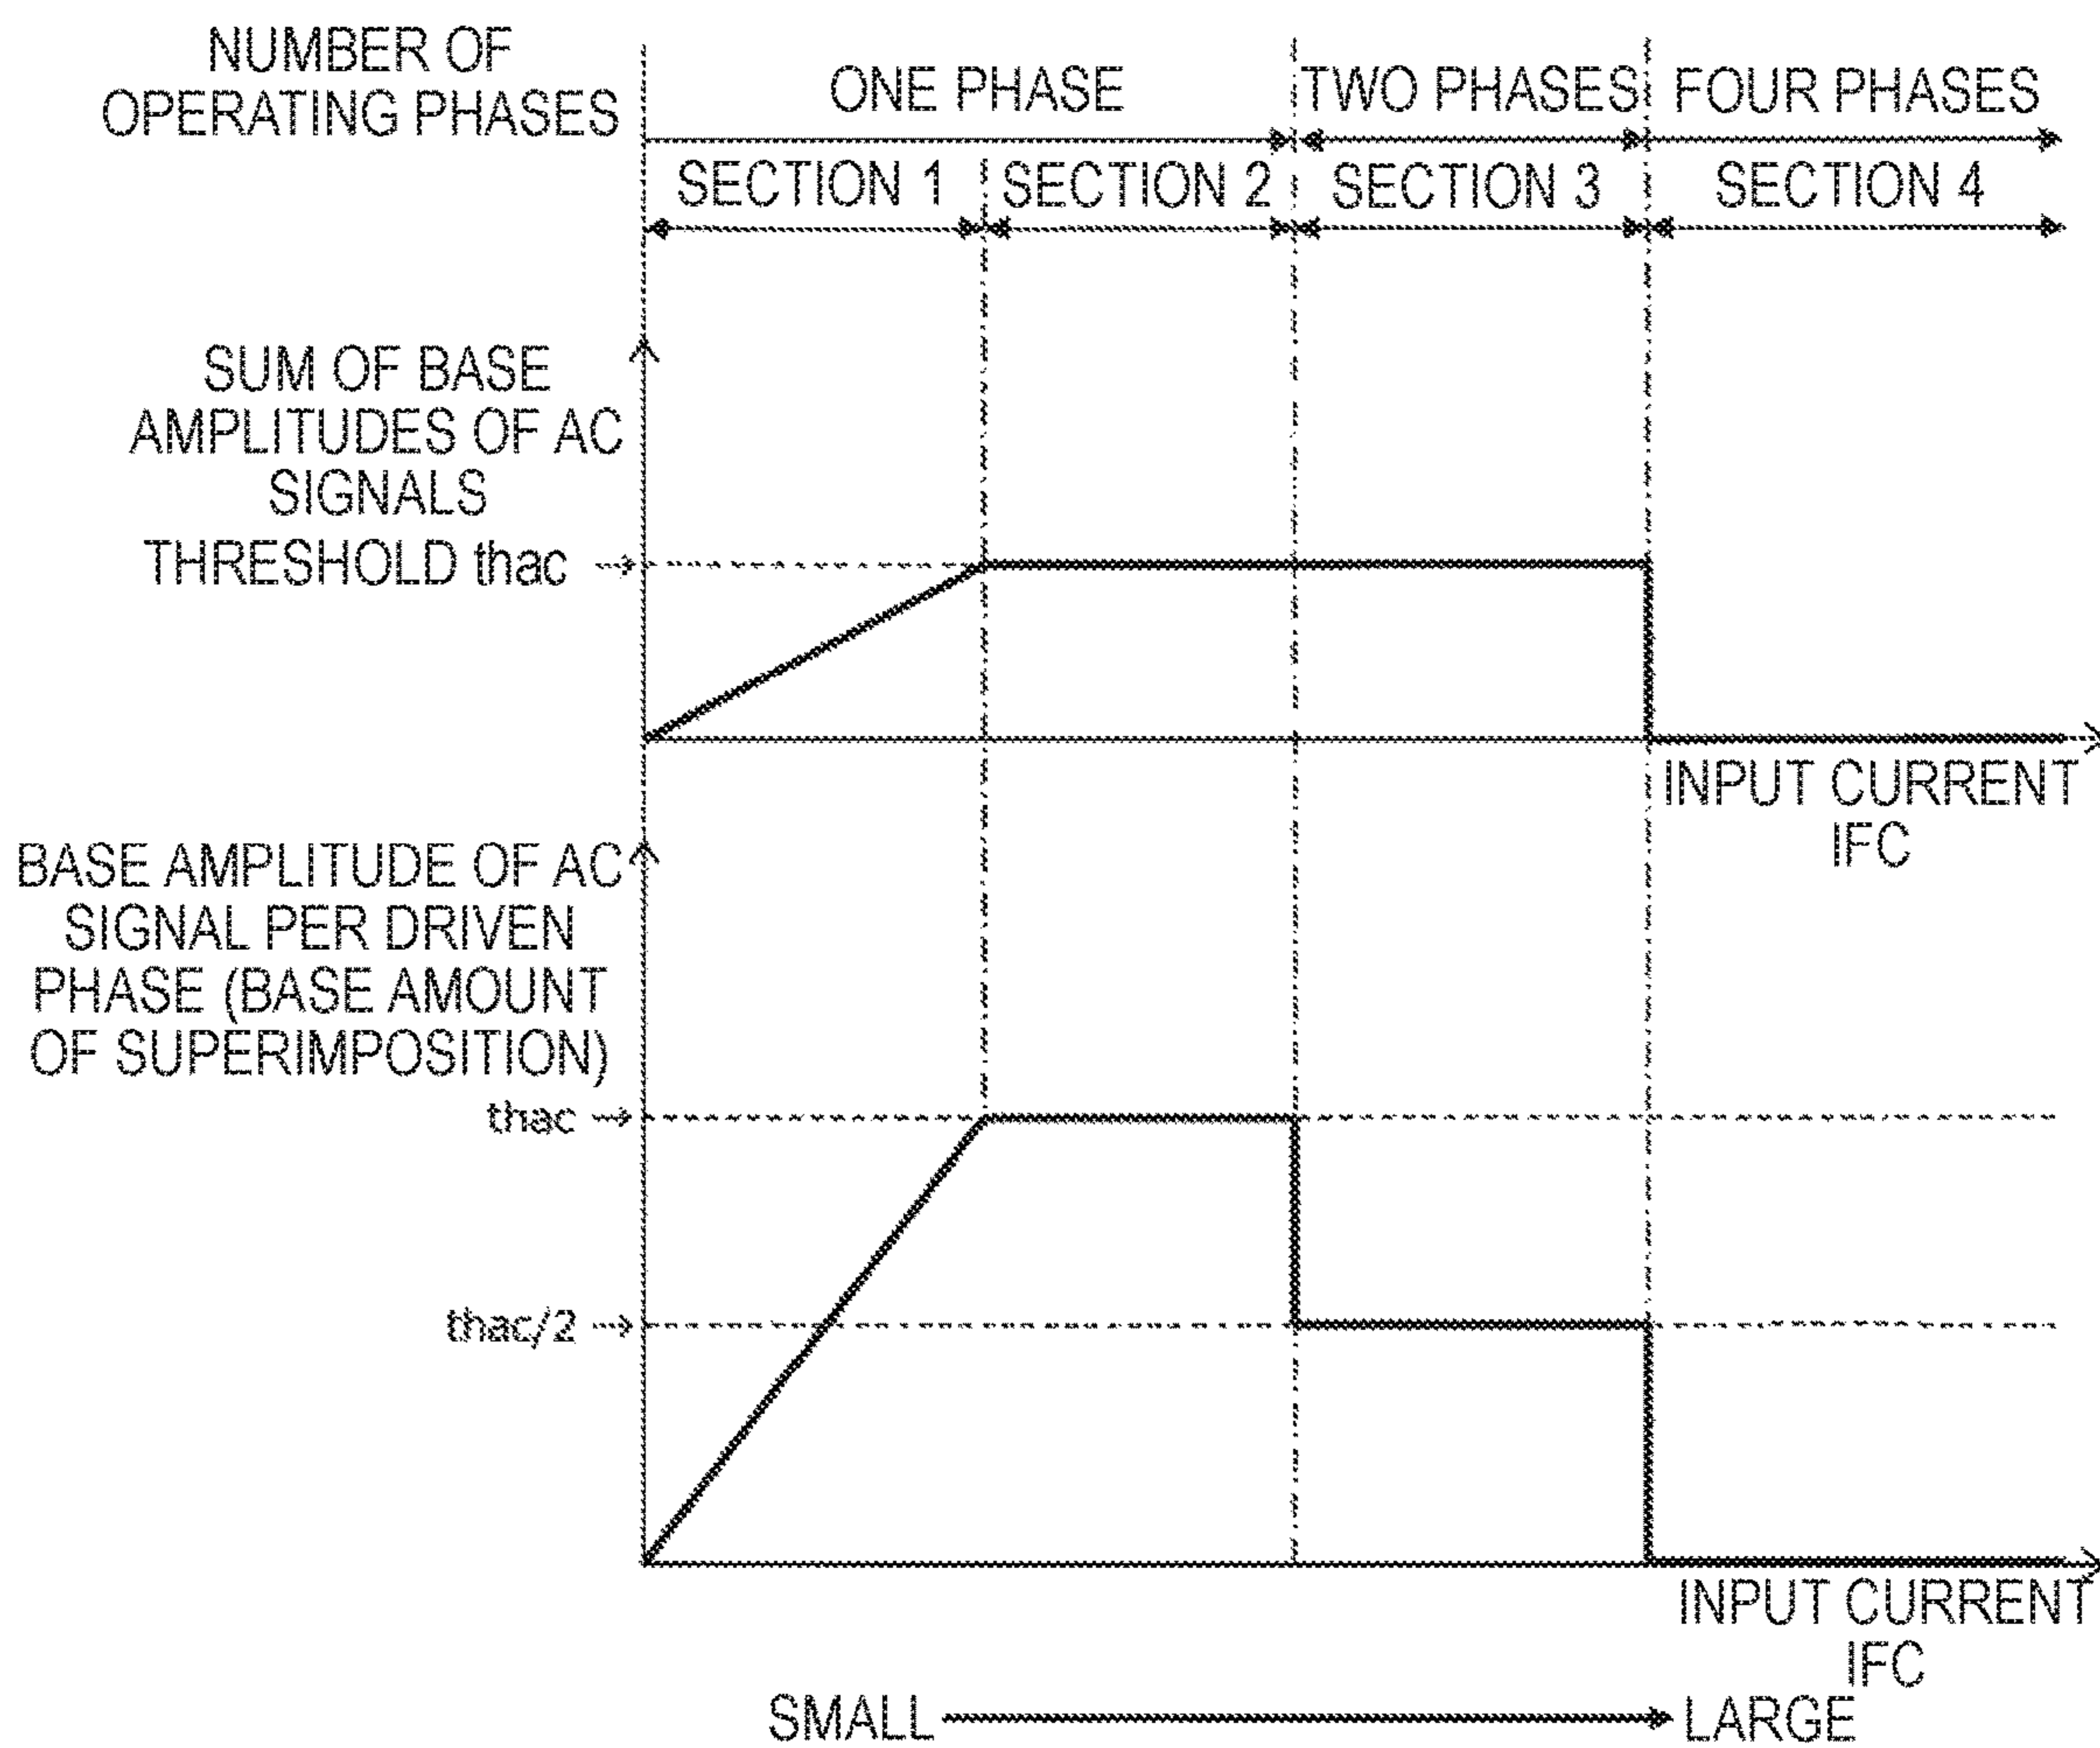 NUMBER OF
OPERATING PHASES
ONE PHASE
TWO PHASES
FOUR PHASES
SECTION 1
SECTION 2
SECTION 3
SECTION 4
SUM OF BASE
AMPLITUDES OF AC
SIGNALS
THRESHOLD thac
INPUT CURRENT
IFC
BASE AMPLITUDE OF AC
SIGNAL PER DRIVEN
PHASE (BASE AMOUNT
OF SUPERIMPOSITION)
thac
thac/2
INPUT CURRENT
IFC
SMALL
LARGE